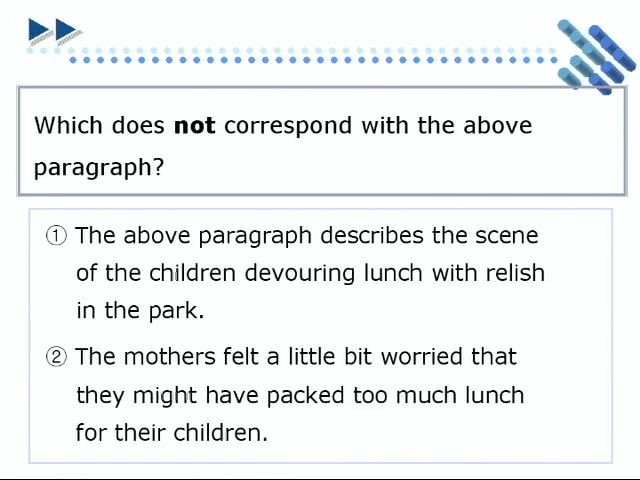 Which does not correspond with the above
paragraph?
① The above paragraph describes the scene
of the children devouring lunch with relish
in the park.
② The mothers felt a little bit worried that
they might have packed too much lunch
for their children.